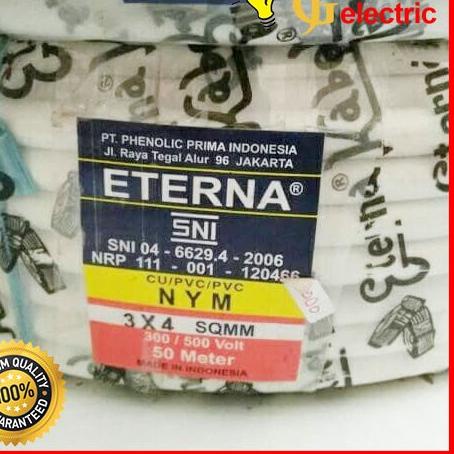 electric
PT. PHENOLIC PRIMA INDONESIA
Jl. Raya Tegal Alur 96 JAKARTA
ETERNA®
SNI
SNI 04 - 6629.4 - 2006
NRP 111 - 001 - 120466
CU/PVC/PVC
NYM
3 X 4 SQMM
300 / 500 Volt
50 Meter
MADE IN INDONESIA
QUALITY
100%
GUARANTEED